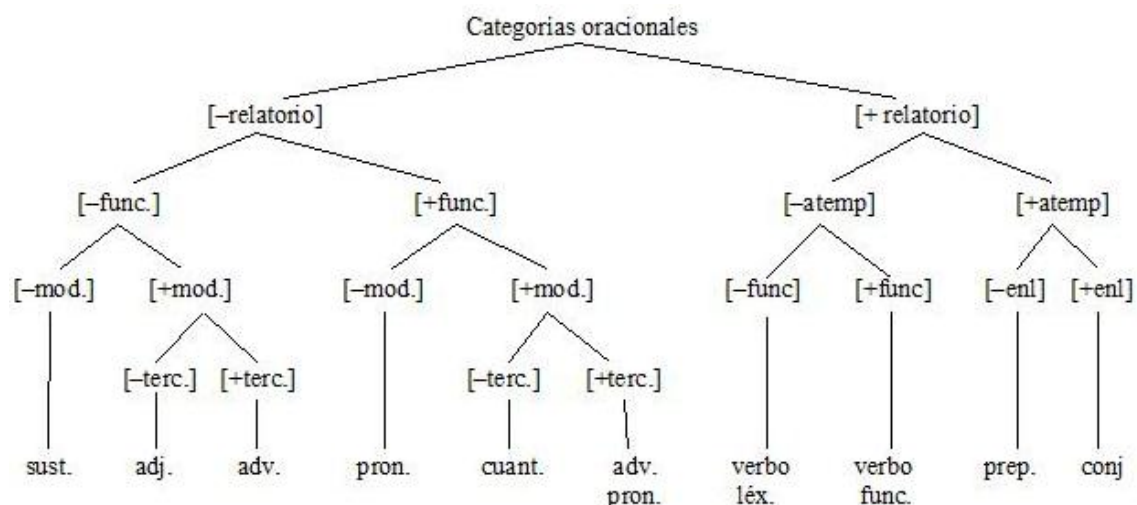 Categorias oracionales
[–relatorio] [+ relatorio]
[–func.] [+func.] [–atemp] [+atemp]
[–mod.] [+mod.] [–mod.] [+mod.] [–func] [+func] [–enl] [+enl]
[–terc.] [+terc.] [–terc.] [+terc.]
sust. adj. adv. pron. cuant. adv. verbo verbo prep. conj
pron. léx. func.